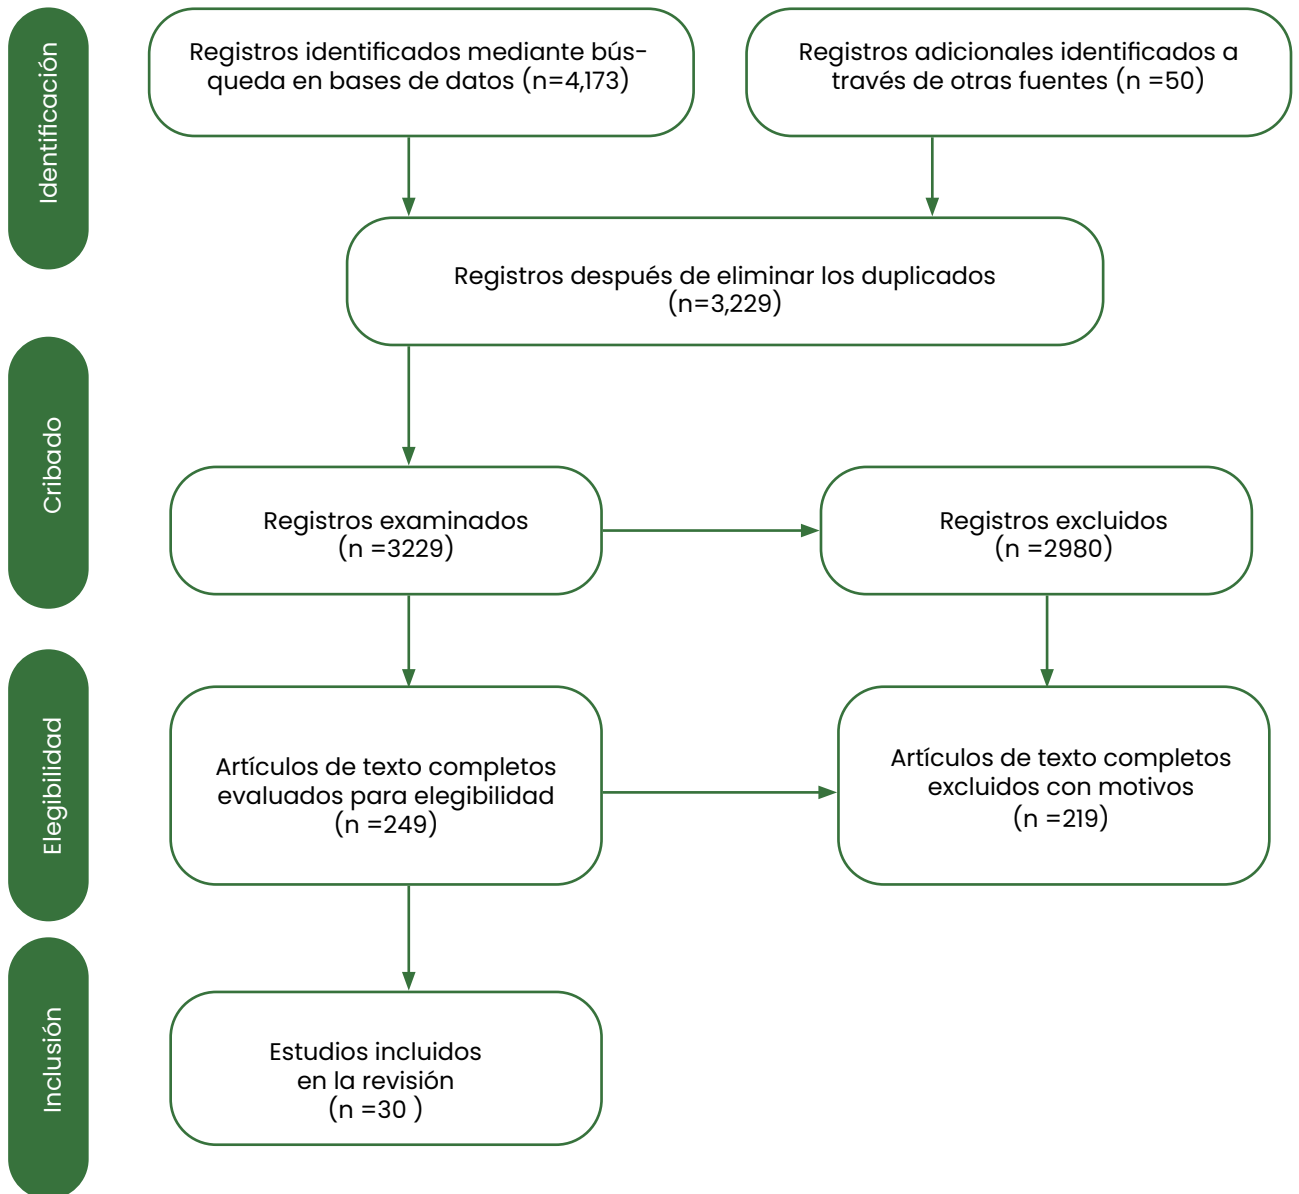 Identificación
Registros identificados mediante bús-
queda en bases de datos (n=4,173)
Registros adicionales identificados a
través de otras fuentes (n =50)
Registros después de eliminar los duplicados
(n=3,229)
Cribado
Registros examinados
(n =3229)
Registros excluidos
(n =2980)
Elegibilidad
Artículos de texto completos
evaluados para elegibilidad
(n =249)
Artículos de texto completos
excluidos con motivos
(n =219)
Inclusión
Estudios incluidos
en la revisión
(n =30 )